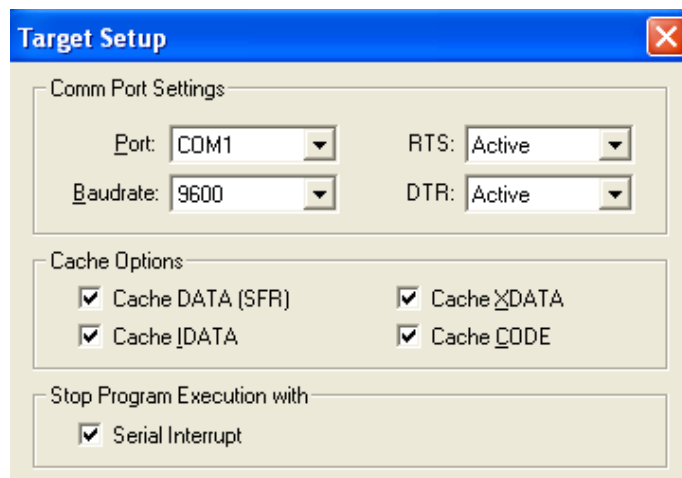 Target Setup
Comm Port Settings
Port: COM1 RTS: Active
Baudrate: 9600 DTR: Active
Cache Options
Cache DATA (SFR) Cache XDATA
Cache IDATA Cache CODE
Stop Program Execution with
Serial Interrupt